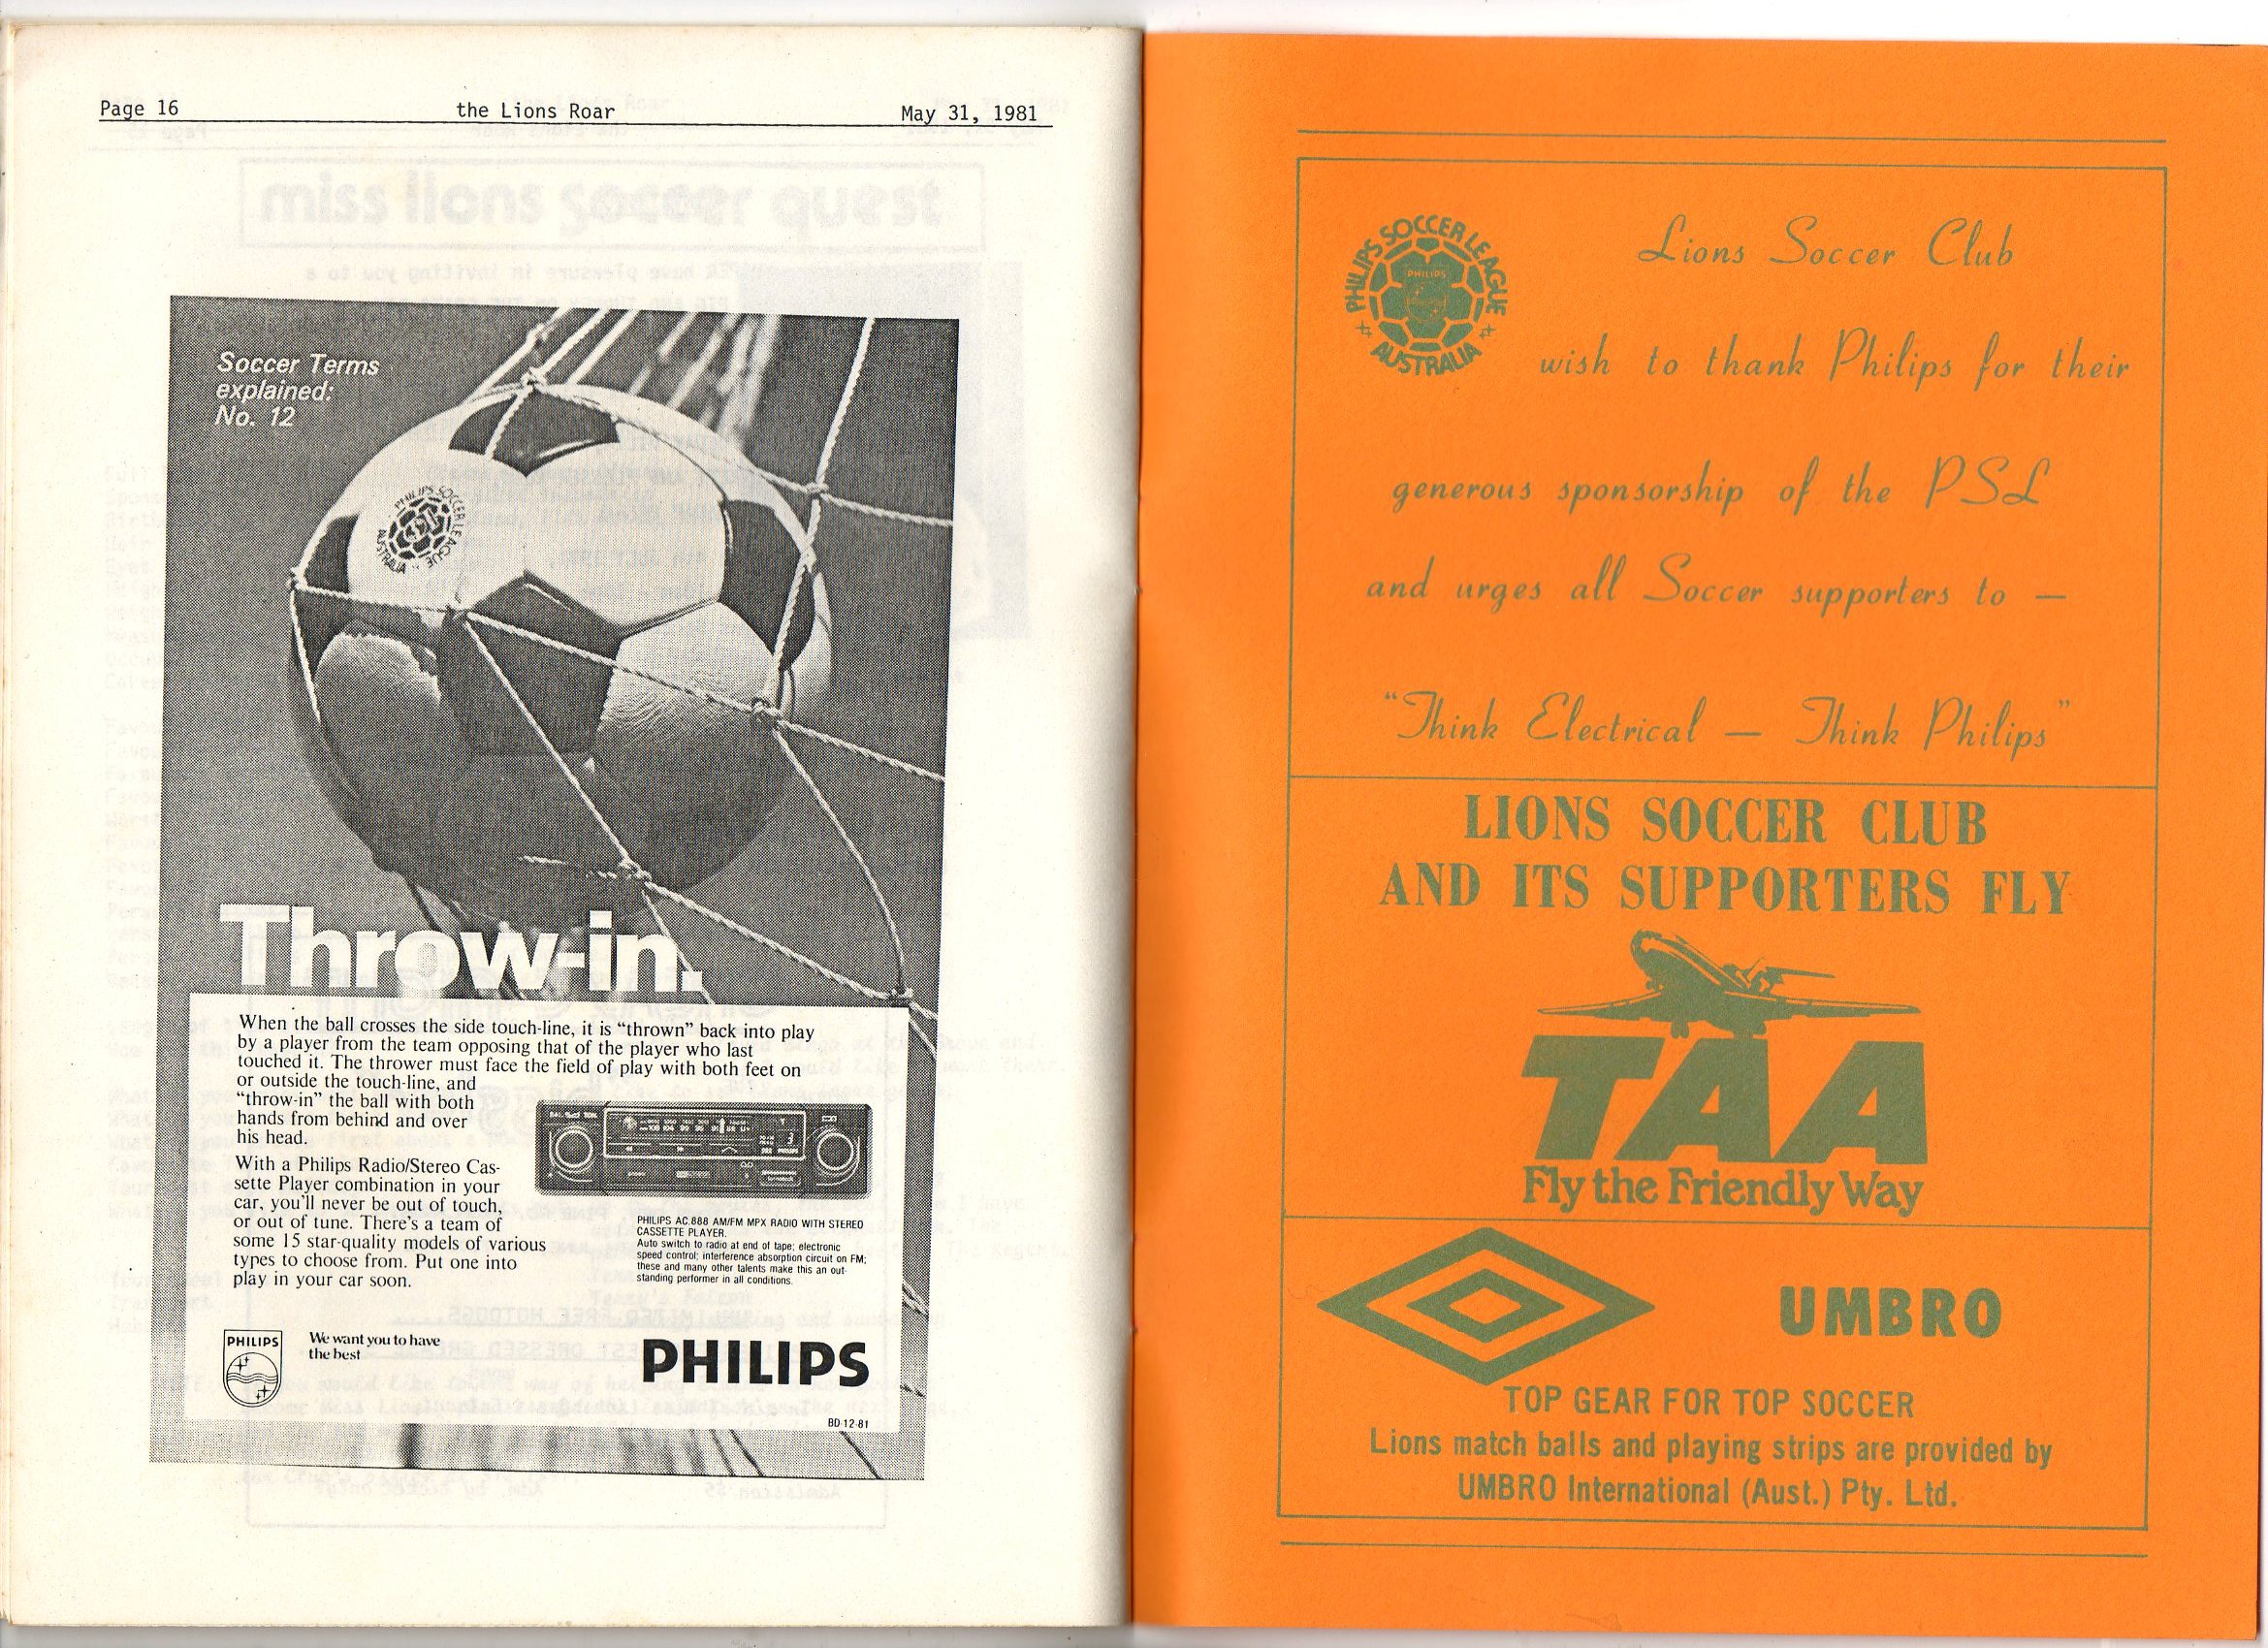 Page 16
the Lions Roar
May 31, 1981
miss lions soccer quest
Soccer Terms
explained:
No. 12
PHILIPS SOCCER LEAGUE
AUSTRALIA
Throw-in.
When the ball crosses the side touch-line, it is “thrown” back into play
by a player from the team opposing that of the player who last
touched it. The thrower must face the field of play with both feet on
or outside the touch-line, and
“throw-in” the ball with both
hands from behind and over
his head.
With a Philips Radio/Stereo Cas-
sette Player combination in your
car, you’ll never be out of touch,
or out of tune. There’s a team of
some 15 star-quality models of various
types to choose from. Put one into
play in your car soon.
PHILIPS AC 888 AM/FM MPX RADIO WITH STEREO
CASSETTE PLAYER.
Auto switch to radio at end of tape; electronic
speed control; interference absorption circuit on FM;
these and many other talents make this an out-
standing performer in all conditions.
PHILIPS
We want you to have
the best
PHILIPS
BD·12·81
PHILIPS SOCCER LEAGUE
PHILIPS
AUSTRALIA
Lions Soccer Club
wish to thank Philips for their
generous sponsorship of the PSL
and urges all Soccer supporters to —
“Think Electrical — Think Philips”
LIONS SOCCER CLUB
AND ITS SUPPORTERS FLY
TAA
Fly the Friendly Way
UMBRO
TOP GEAR FOR TOP SOCCER
Lions match balls and playing strips are provided by
UMBRO International (Aust.) Pty. Ltd.